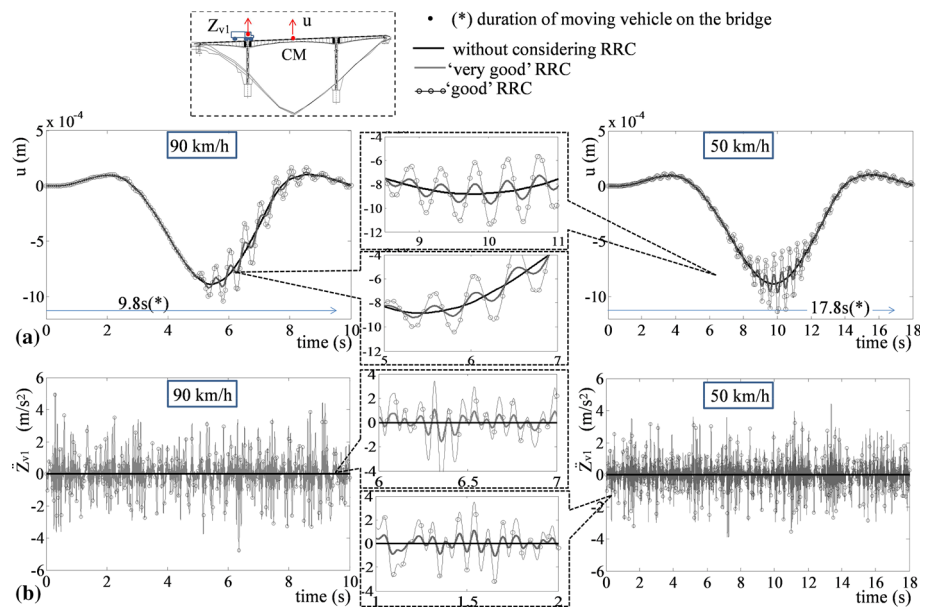 (*) duration of moving vehicle on the bridge
without considering RRC
'very good' RRC
'good' RRC
Zv1 u
CM
(a)
5 x 10-4
90 km/h
u (m)
0
-5
-10
9.8s(*)
0 2 4 6 8 10
time (s)
-4
-6
-8
-10
-12
9 10 11
-4
-6
-8
-10
-12
5 6 7
5 x 10-4
50 km/h
u (m)
0
-5
-10
17.8s(*)
0 2 4 6 8 10 12 14 16 18
time (s)
(b)
6
90 km/h
4
2
0
-2
-4
-6
Z̈v1 (m/s²)
0 2 4 6 8 10
time (s)
4
2
0
-2
-4
6 6.5 7
4
2
0
-2
-4
1 1.5 2
6
50 km/h
4
2
0
2
-4
-6
Z̈v1 (m/s²)
0 2 4 6 8 10 12 14 16 18
time (s)